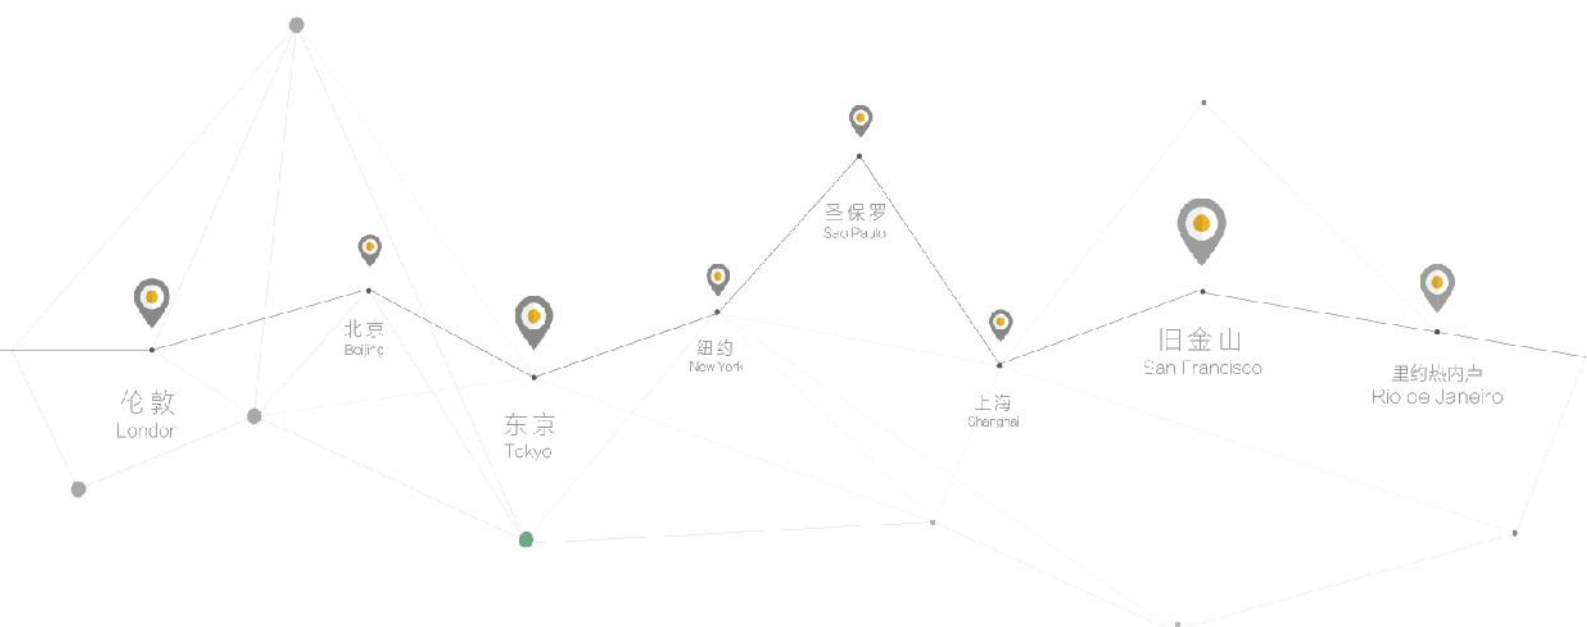 伦敦
London
北京
Beijing
东京
Tokyo
纽约
New York
圣保罗
Sao Paulo
上海
Shanghai
旧金山
San Francisco
里约热内卢
Rio de Janeiro